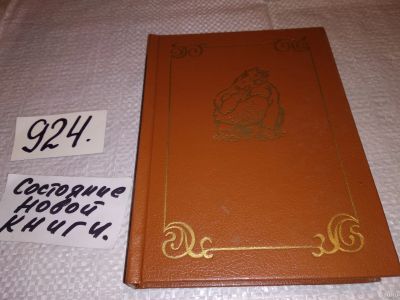 924.
Состояние
новой
книги.